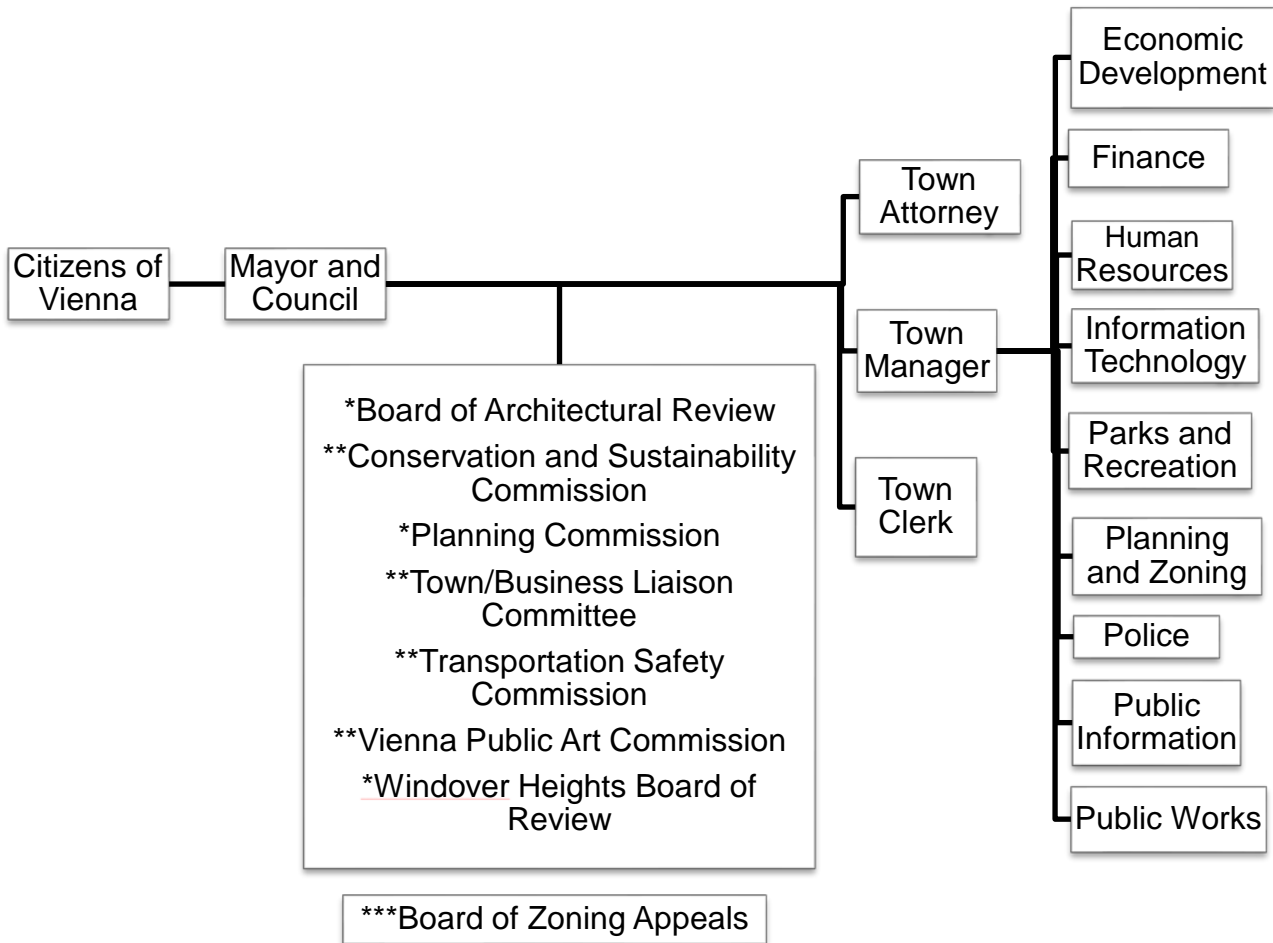 Citizens of
Vienna
Mayor and
Council
*Board of Architectural Review
**Conservation and Sustainability
Commission
*Planning Commission
**Town/Business Liaison
Committee
**Transportation Safety
Commission
**Vienna Public Art Commission
*Windover Heights Board of
Review
***Board of Zoning Appeals
Town
Attorney
Town
Manager
Town
Clerk
Economic
Development
Finance
Human
Resources
Information
Technology
Parks and
Recreation
Planning
and Zoning
Police
Public
Information
Public Works